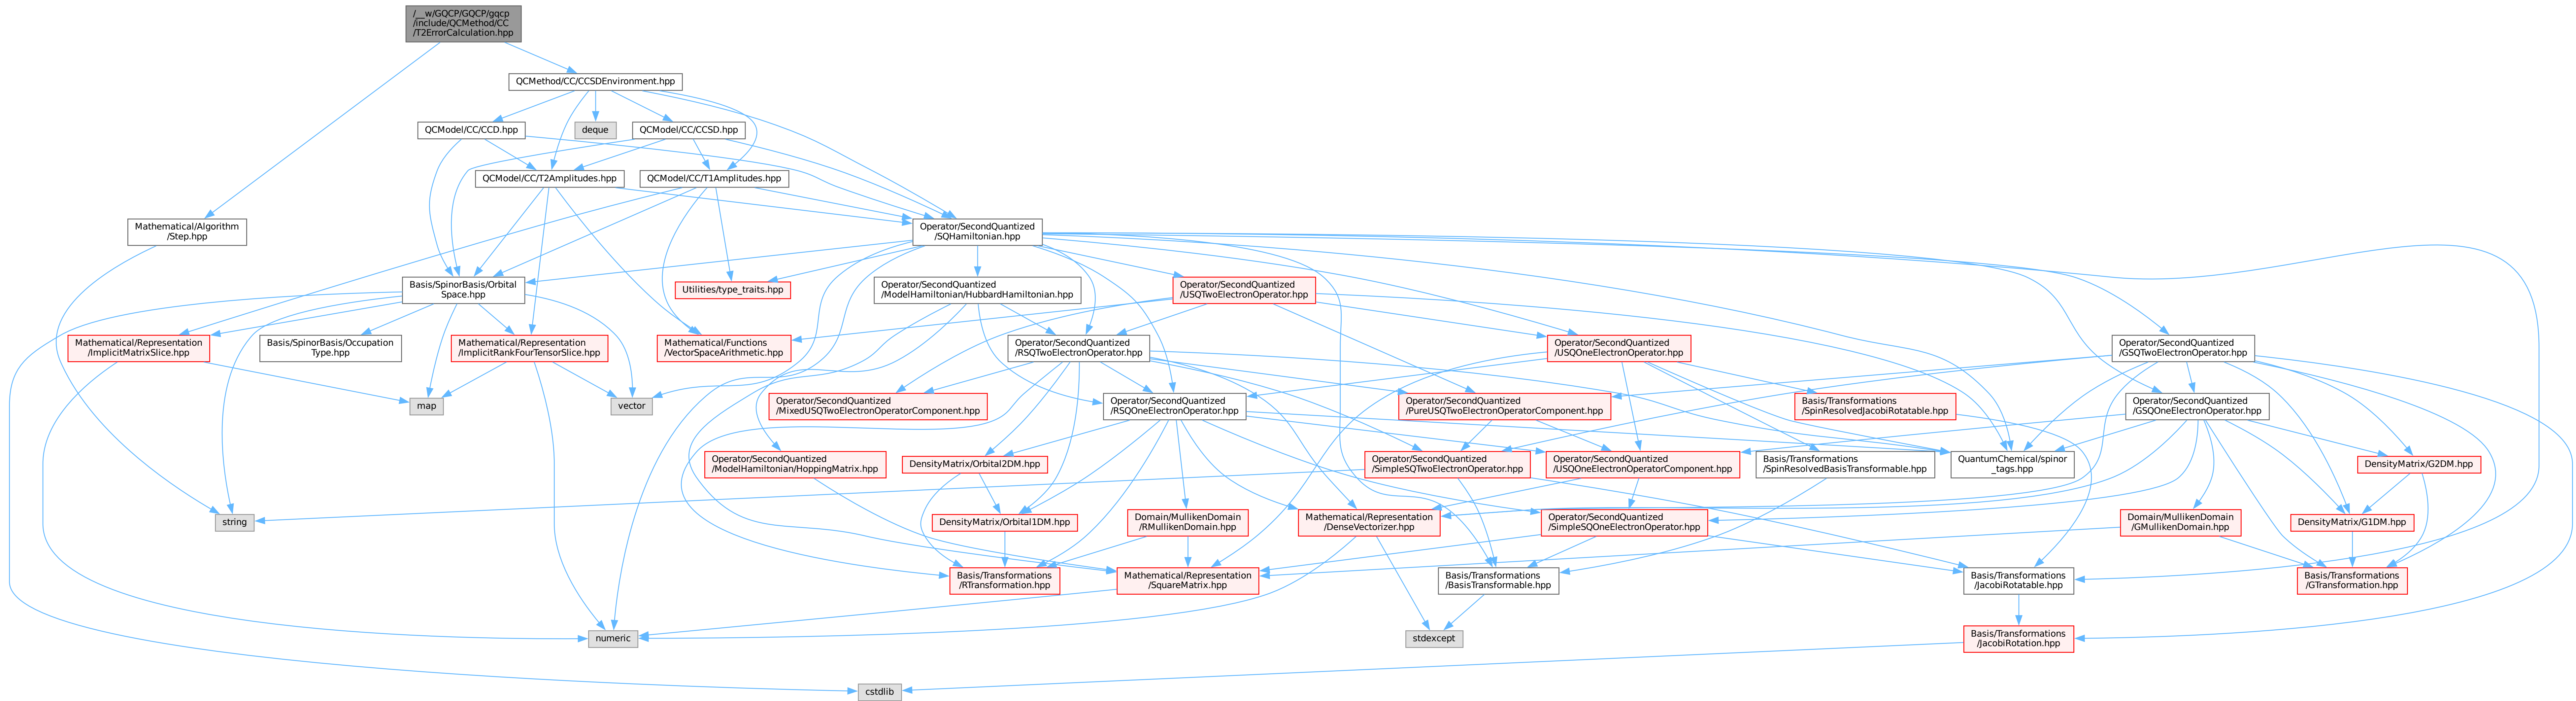 /__w/GQCP/GQCP/gqcp
/include/QCMethod/CC
/T2ErrorCalculation.hpp
QCMethod/CC/CCSDEnvironment.hpp
QCModel/CC/CCD.hpp
deque
QCModel/CC/CCSD.hpp
QCModel/CC/T2Amplitudes.hpp
QCModel/CC/T1Amplitudes.hpp
Mathematical/Algorithm
/Step.hpp
Operator/SecondQuantized
/SQHamiltonian.hpp
Basis/SpinorBasis/Orbital
Space.hpp
Utilities/type_traits.hpp
Operator/SecondQuantized
/ModelHamiltonian/HubbardHamiltonian.hpp
Operator/SecondQuantized
/USQTwoElectronOperator.hpp
Mathematical/Representation
/ImplicitMatrixSlice.hpp
Basis/SpinorBasis/Occupation
Type.hpp
Mathematical/Representation
/ImplicitRankFourTensorSlice.hpp
Mathematical/Functions
/VectorSpaceArithmetic.hpp
Operator/SecondQuantized
/RSQTwoElectronOperator.hpp
Operator/SecondQuantized
/USQOneElectronOperator.hpp
Operator/SecondQuantized
/GSQTwoElectronOperator.hpp
map
vector
Operator/SecondQuantized
/MixedUSQTwoElectronOperatorComponent.hpp
Operator/SecondQuantized
/RSQOneElectronOperator.hpp
Operator/SecondQuantized
/PureUSQTwoElectronOperatorComponent.hpp
Basis/Transformations
/SpinResolvedJacobiRotatable.hpp
Operator/SecondQuantized
/GSQOneElectronOperator.hpp
Operator/SecondQuantized
/ModelHamiltonian/HoppingMatrix.hpp
DensityMatrix/Orbital2DM.hpp
Operator/SecondQuantized
/SimpleSQTwoElectronOperator.hpp
Operator/SecondQuantized
/USQOneElectronOperatorComponent.hpp
Basis/Transformations
/SpinResolvedBasisTransformable.hpp
QuantumChemical/spinor
_tags.hpp
DensityMatrix/G2DM.hpp
string
DensityMatrix/Orbital1DM.hpp
Domain/MullikenDomain
/RMullikenDomain.hpp
Mathematical/Representation
/DenseVectorizer.hpp
Operator/SecondQuantized
/SimpleSQOneElectronOperator.hpp
Domain/MullikenDomain
/GMullikenDomain.hpp
DensityMatrix/G1DM.hpp
Basis/Transformations
/RTransformation.hpp
Mathematical/Representation
/SquareMatrix.hpp
Basis/Transformations
/BasisTransformable.hpp
Basis/Transformations
/JacobiRotatable.hpp
Basis/Transformations
/GTransformation.hpp
numeric
stdexcept
Basis/Transformations
/JacobiRotation.hpp
cstdlib